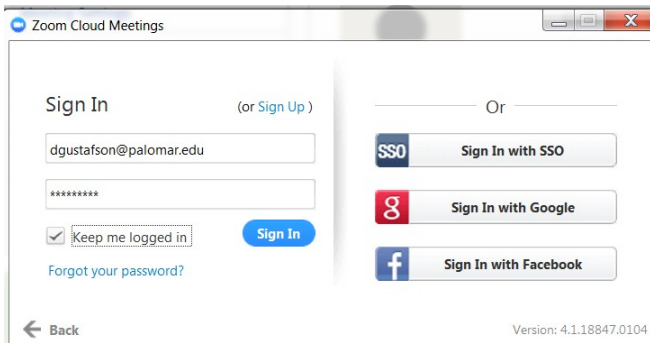 Zoom Cloud Meetings
X
Sign In (or Sign Up )
dgustafson@palomar.edu
*********
Keep me logged in Sign In
Forgot your password?
Or
SSO Sign In with SSO
g Sign In with Google
f Sign In with Facebook
Back
Version: 4.1.18847.0104